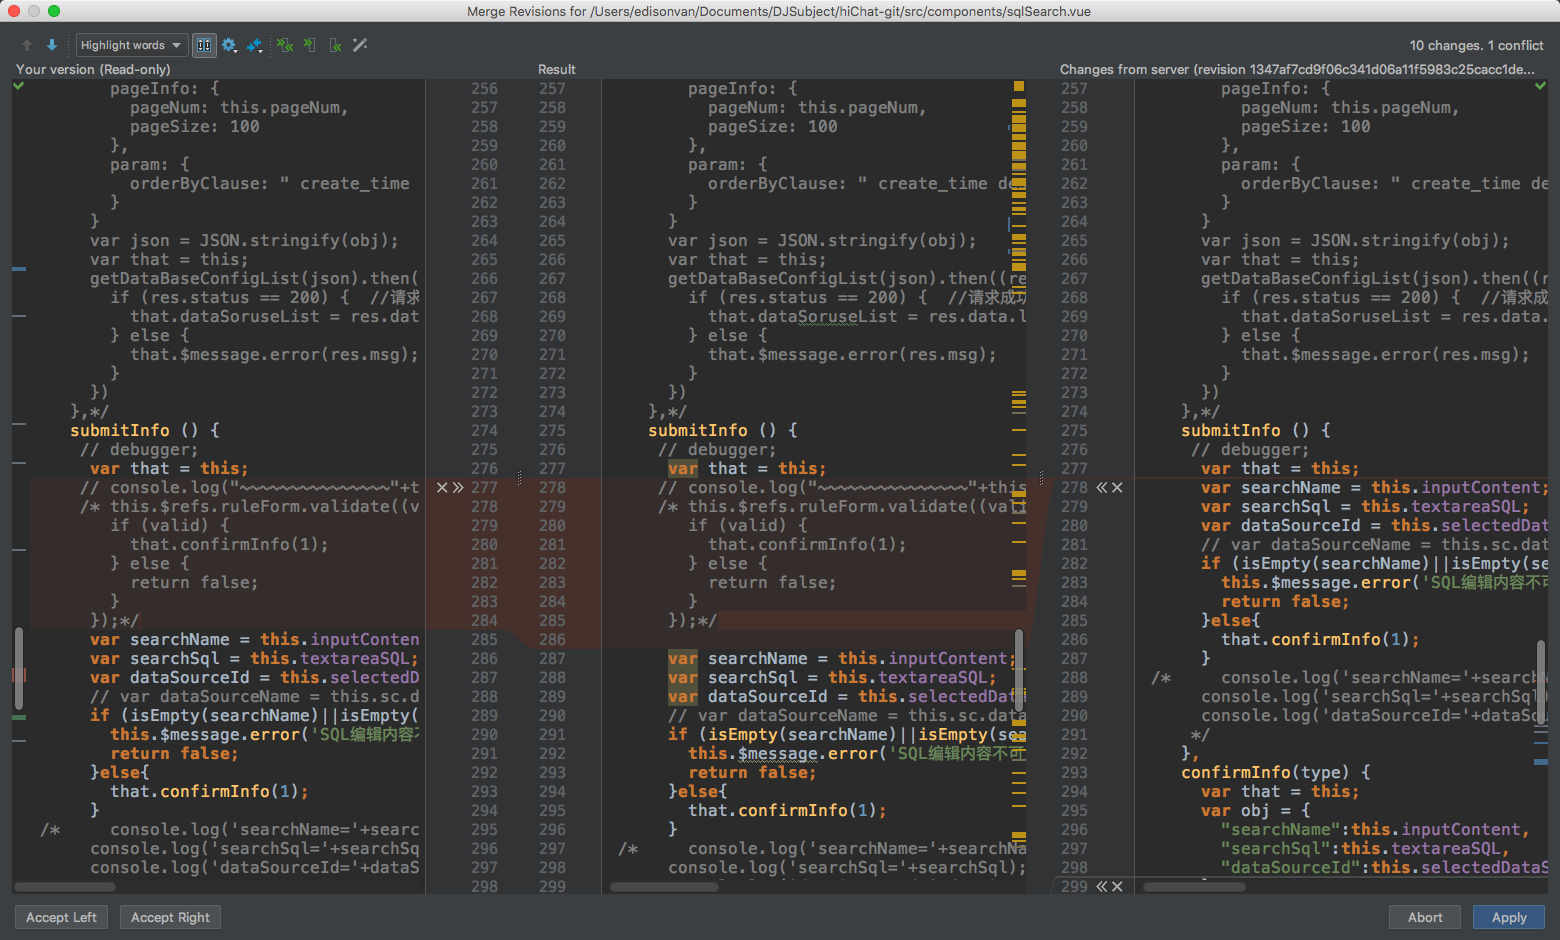 Merge Revisions for /Users/edisonvan/Documents/DJSubject/hiChat-git/src/components/sqlSearch.vue
Highlight words
10 changes. 1 conflict
Your version (Read-only)
Result
Changes from server (revision 1347af7cd9f06c341d06a11f5983c25cacc1de...
pageInfo: {
pageNum: this.pageNum,
pageSize: 100
},
param: {
orderByClause: " create_time
}
}
var json = JSON.stringify(obj);
var that = this;
getDataBaseConfigList(json).then(
if (res.status == 200) {  //请求
that.dataSoruseList = res.dat
} else {
that.$message.error(res.msg);
}
})
},*/
submitInfo () {
// debugger;
var that = this;
// console.log("~~~~~~~~~~~~~~~"+t
/* this.$refs.ruleForm.validate((v
if (valid) {
that.confirmInfo(1);
} else {
return false;
}
});*/
var searchName = this.inputConten
var searchSql = this.textareaSQL;
var dataSourceId = this.selectedD
// var dataSourceName = this.sc.d
if (isEmpty(searchName)||isEmpty(
this.$message.error('SQL编辑内容
return false;
}else{
that.confirmInfo(1);
}
/*     console.log('searchName='+searc
console.log('searchSql='+searchSq
console.log('dataSourceId='+dataS
256 257
257 258
258 259
259 260
260 261
261 262
262 263
263 264
264 265
265 266
266 267
267 268
268 269
269 270
270 271
271 272
272 273
273 274
274 275
275 276
276 277
277 278
278 279
279 280
280 281
281 282
282 283
283 284
284 285
285 286
286 287
287 288
288 289
289 290
290 291
291 292
292 293
293 294
294 295
295 296
296 297
297 298
298 299
pageInfo: {
pageNum: this.pageNum,
pageSize: 100
},
param: {
orderByClause: " create_time de
}
}
var json = JSON.stringify(obj);
var that = this;
getDataBaseConfigList(json).then((re
if (res.status == 200) {  //请求成功
that.dataSoruseList = res.data.l
} else {
that.$message.error(res.msg);
}
})
},*/
submitInfo () {
// debugger;
var that = this;
// console.log("~~~~~~~~~~~~~~~"+this
/* this.$refs.ruleForm.validate((vali
if (valid) {
that.confirmInfo(1);
} else {
return false;
}
});*/
var searchName = this.inputContent;
var searchSql = this.textareaSQL;
var dataSourceId = this.selectedDat
// var dataSourceName = this.sc.data
if (isEmpty(searchName)||isEmpty(sea
this.$message.error('SQL编辑内容不可
return false;
}else{
that.confirmInfo(1);
}
/*     console.log('searchName='+searchNa
console.log('searchSql='+searchSql);
257
258
259
260
261
262
263
264
265
266
267
268
269
270
271
272
273
274
275
276
277
278
279
280
281
282
283
284
285
286
287
288
289
290
291
292
293
294
295
296
297
298
299
pageInfo: {
pageNum: this.pageNum,
pageSize: 100
},
param: {
orderByClause: " create_time de
}
}
var json = JSON.stringify(obj);
var that = this;
getDataBaseConfigList(json).then((r
if (res.status == 200) {  //请求成
that.dataSoruseList = res.data.
} else {
that.$message.error(res.msg);
}
})
},*/
submitInfo () {
// debugger;
var that = this;
var searchName = this.inputContent;
var searchSql = this.textareaSQL;
var dataSourceId = this.selectedDat
// var dataSourceName = this.sc.dat
if (isEmpty(searchName)||isEmpty(se
this.$message.error('SQL编辑内容不可
return false;
}else{
that.confirmInfo(1);
}
/*     console.log('searchName='+searchN
console.log('searchSql='+searchSql)
console.log('dataSourceId='+dataSo
*/
},
confirmInfo(type) {
var that = this;
var obj = {
"searchName":this.inputContent,
"searchSql":this.textareaSQL,
"dataSourceId":this.selectedDataS
Accept Left
Accept Right
Abort
Apply